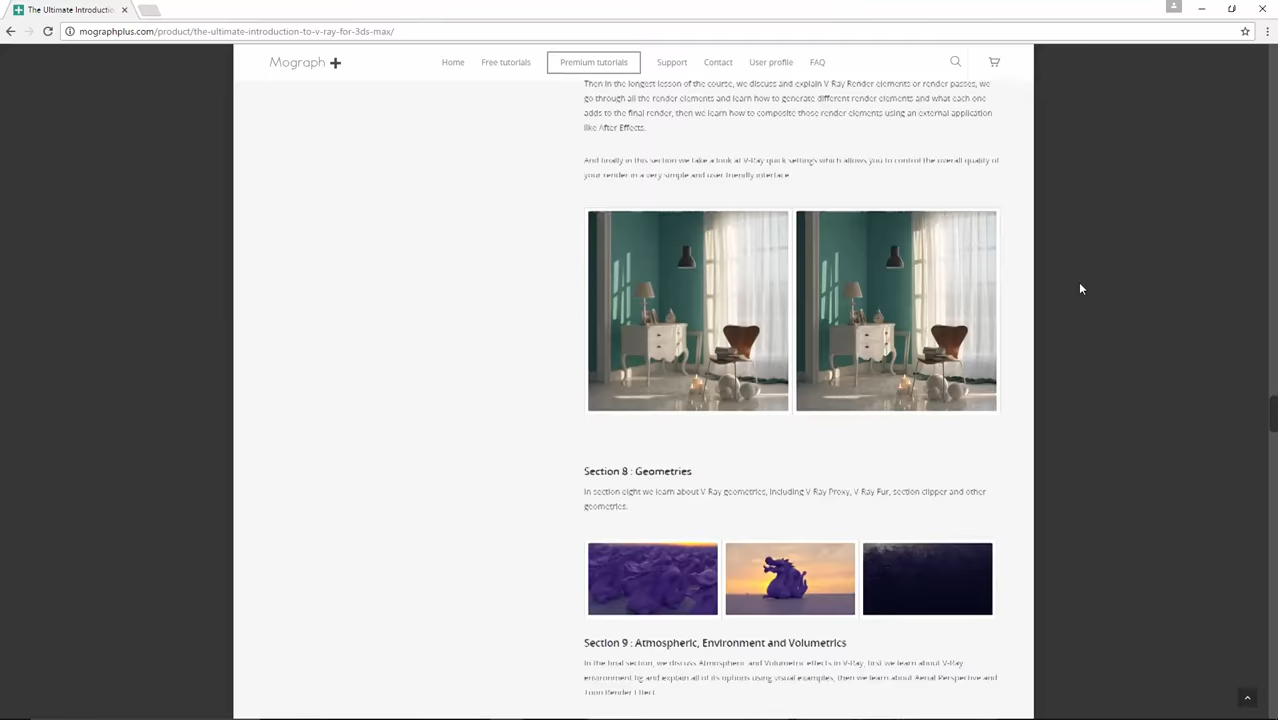 The Ultimate Introductio
mographplus.com/product/the-ultimate-introduction-to-v-ray-for-3ds-max/
Mograph
Home
Free tutorials
Premium tutorials
Support
Contact
User profile
FAQ
Then in the longest lesson of the course, we discuss and explain V-Ray Render elements or render passes, we
go through all the render elements and learn how to generate different render elements and what each one
adds to the final render, then we learn how to composite those render elements using an external application
like After Effects.
And finally in this section we take a look at V-Ray quick settings which allows you to control the overall quality of
your render in a very simple and user friendly interface
Section 8 : Geometries
In section eight we learn about V-Ray geometries, including V-Ray Proxy, V-Ray Fur, section clipper and other
geometries.
Section 9 : Atmospheric, Environment and Volumetrics
In the final section, we discuss Atmospheric and Volumetric effects in V-Ray, first we learn about V-Ray
environment fog and explain all of its options using visual examples, then we learn about Aerial Perspective and
Toon Render Effect.